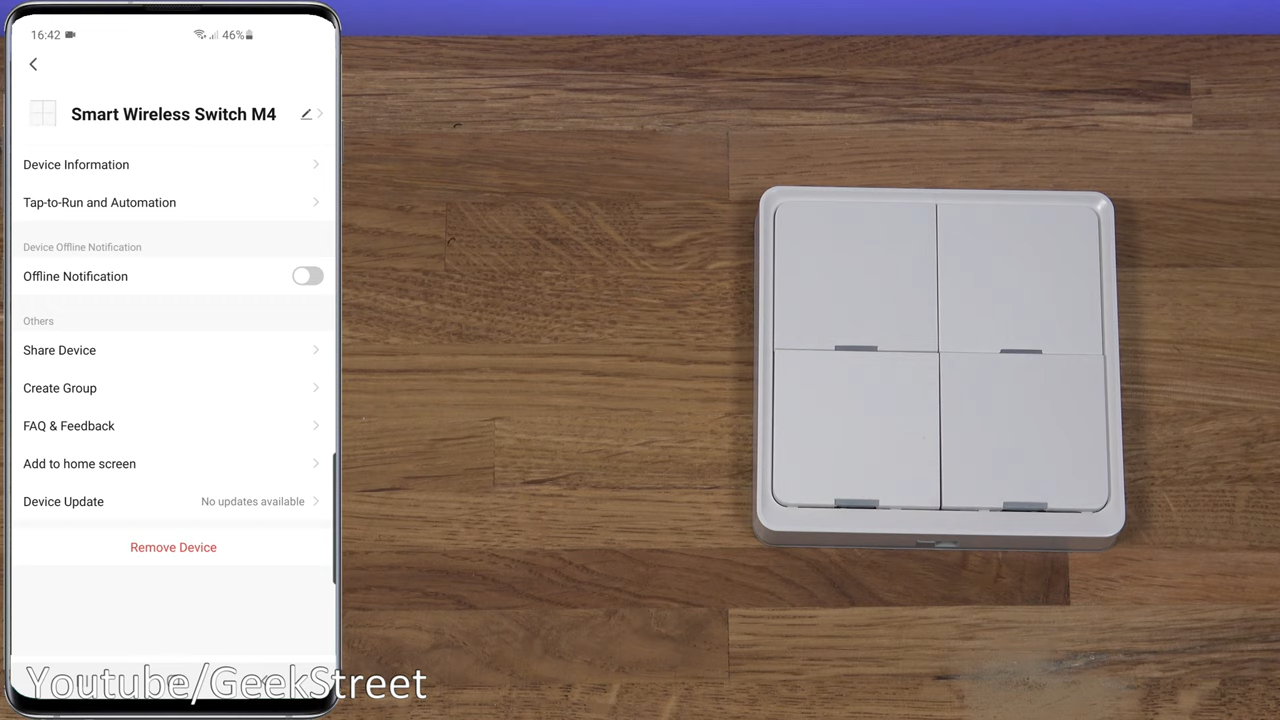 16:42 46%
Smart Wireless Switch M4
Device Information
Tap-to-Run and Automation
Device Offline Notification
Offline Notification
Others
Share Device
Create Group
FAQ & Feedback
Add to home screen
Device Update No updates available
Remove Device
Youtube/GeekStreet